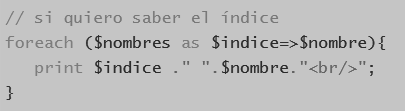 // si quiero saber el índice
foreach ($nombres as $indice=>$nombre){
print $indice ." ".$nombre."<br/>";
}